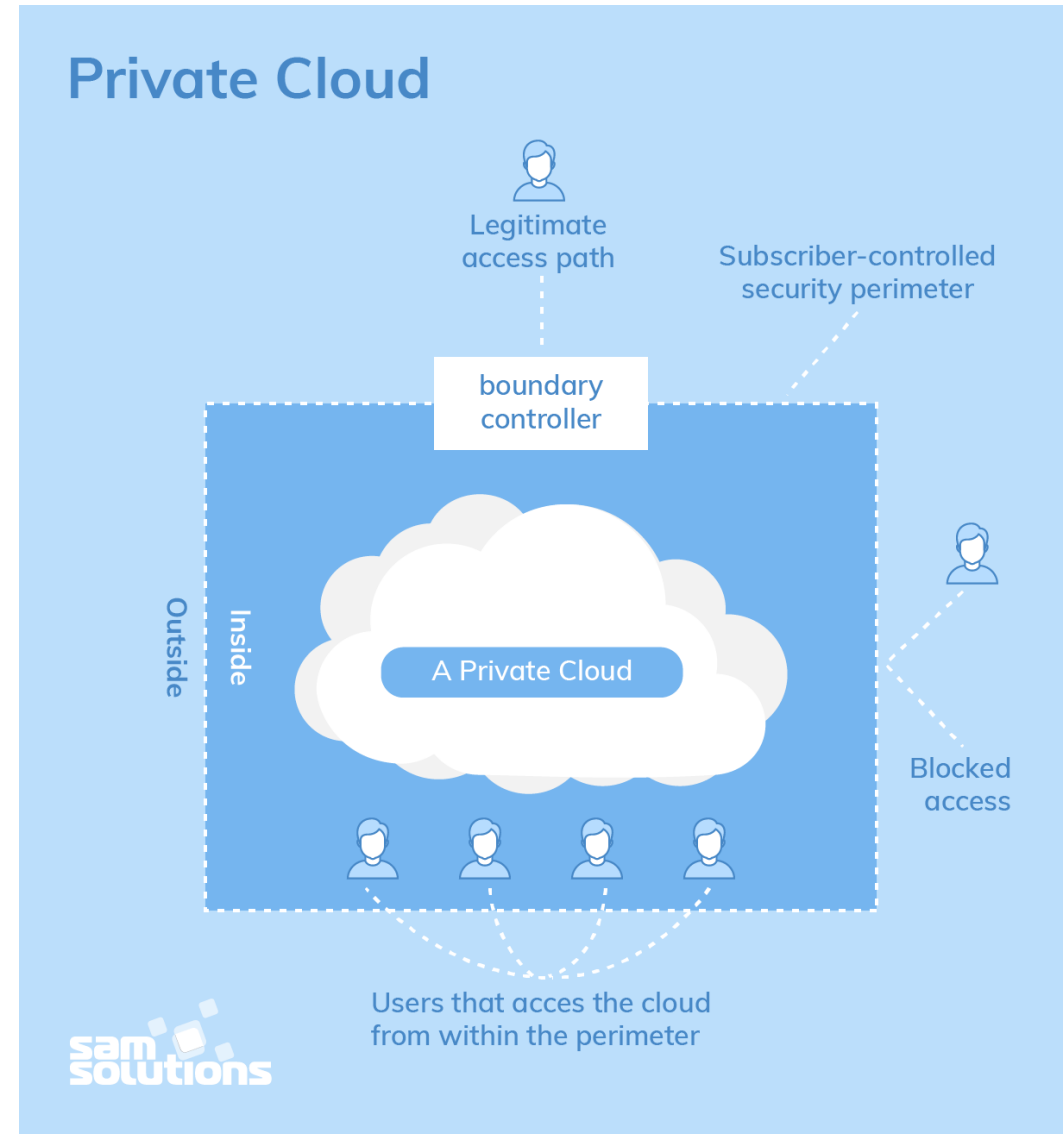 Private Cloud
Legitimate
access path
Subscriber-controlled
security perimeter
boundary
controller
Outside
Inside
A Private Cloud
Blocked
access
Users that acces the cloud
from within the perimeter
sam
solutions